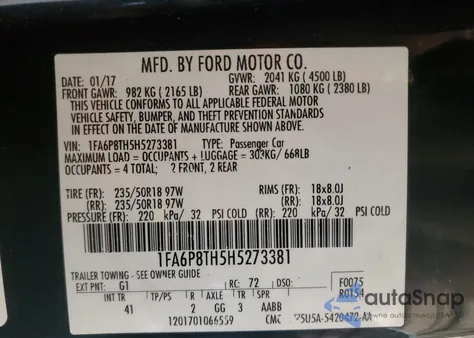 MFD. BY FORD MOTOR CO.
DATE: 01/17 GVWR: 2041 KG (4500 LB)
FRONT GAWR: 982 KG (2165 LB) REAR GAWR: 1080 KG (2380 LB)
THIS VEHICLE CONFORMS TO ALL APPLICABLE FEDERAL MOTOR
VEHICLE SAFETY, BUMPER, AND THEFT PREVENTION STANDARDS
IN EFFECT ON THE DATE OF MANUFACTURE SHOWN ABOVE.
VIN: 1FA6P8TH5H5273381 TYPE: Passenger Car
MAXIMUM LOAD = OCCUPANTS + LUGGAGE = 303KG/668LB
OCCUPANTS = 4 TOTAL; 2 FRONT, 2 REAR
TIRE (FR): 235/50R18 97W RIMS (FR): 18x8.0J
(RR): 235/50R18 97W (RR): 18x8.0J
PRESSURE (FR): 220 kPa/ 32 PSI COLD (RR): 220 kPa/ 32 PSI COLD
1FA6P8TH5H5273381
TRAILER TOWING - SEE OWNER GUIDE
EXT PNT: G1 RC: 72 DSO: F0075
R0154
INT TR TP/PS R AXLE TR SPR
41 2 GG 3 AABB
1201701066559
autoSnap